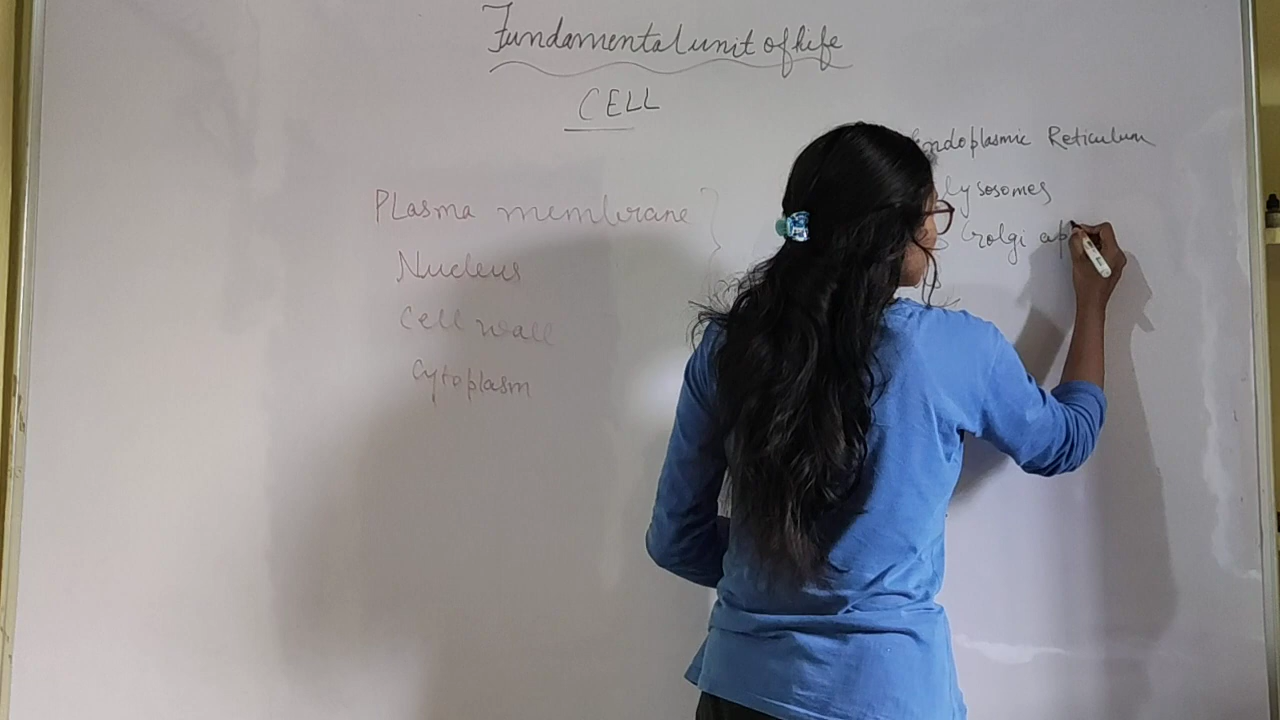 Fundamental unit of life
CELL
Plasma membrane
Nucleus
Cell wall
Cytoplasm
Endoplasmic Reticulum
lysosomes
Golgi ap